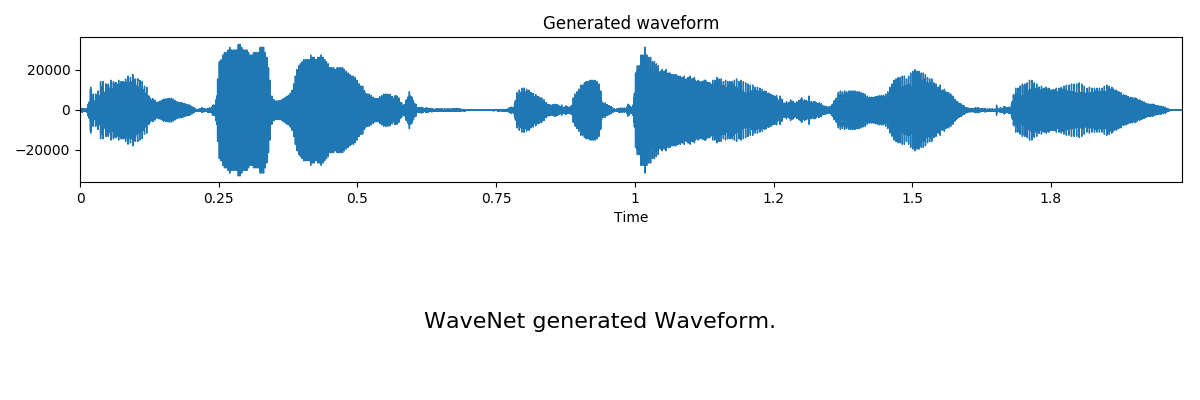 Generated waveform
20000
0
−20000
0 0.25 0.5 0.75 1 1.2 1.5 1.8
Time
WaveNet generated Waveform.